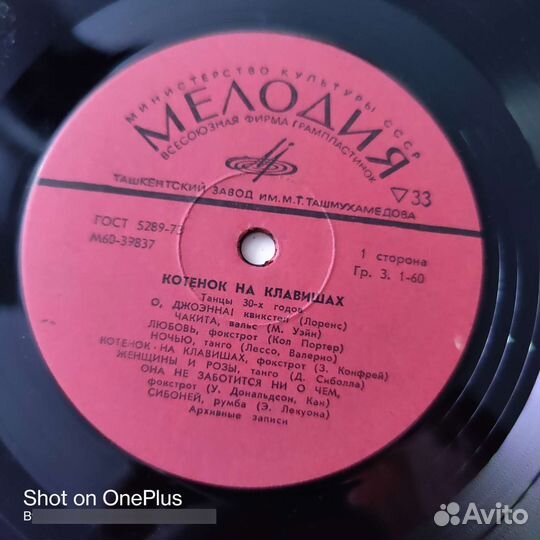 МИНИСТЕРСТВО КУЛЬТУРЫ СССР
МЕЛОДИЯ
ВСЕСОЮЗНАЯ ФИРМА ГРАМПЛАСТИНОК
ТАШКЕНТСКИЙ ЗАВОД ИМ. М. Т. ТАШМУХАМЕДОВА
▽33
ГОСТ 5289-73
М60-39837
1 сторона
Гр. 3. 1-60
КОТЕНОК НА КЛАВИШАХ
Танцы 30-х годов
О, ДЖОЭННА! квикстеп (Лоренс)
ЧАКИТА, вальс (М. Уэйн)
ЛЮБОВЬ, фокстрот (Кол Портер)
НОЧЬЮ, танго (Лессо, Валерио)
КОТЕНОК НА КЛАВИШАХ, фокстрот (З. Конфрей)
ЖЕНЩИНЫ И РОЗЫ, танго (Д. Сиболла)
ОНА НЕ ЗАБОТИТСЯ НИ О ЧЕМ,
фокстрот (У. Дональдсон, Кан)
СИБОНЕЙ, румба (Э. Лекуона)
Архивные записи
Shot on OnePlus
Avito